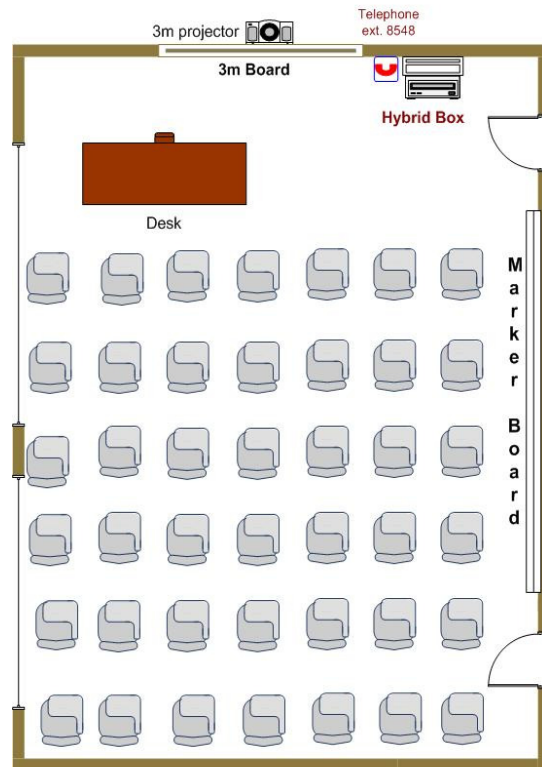 3m projector
Telephone
ext. 8548
3m Board
Hybrid Box
Desk
Marker Board